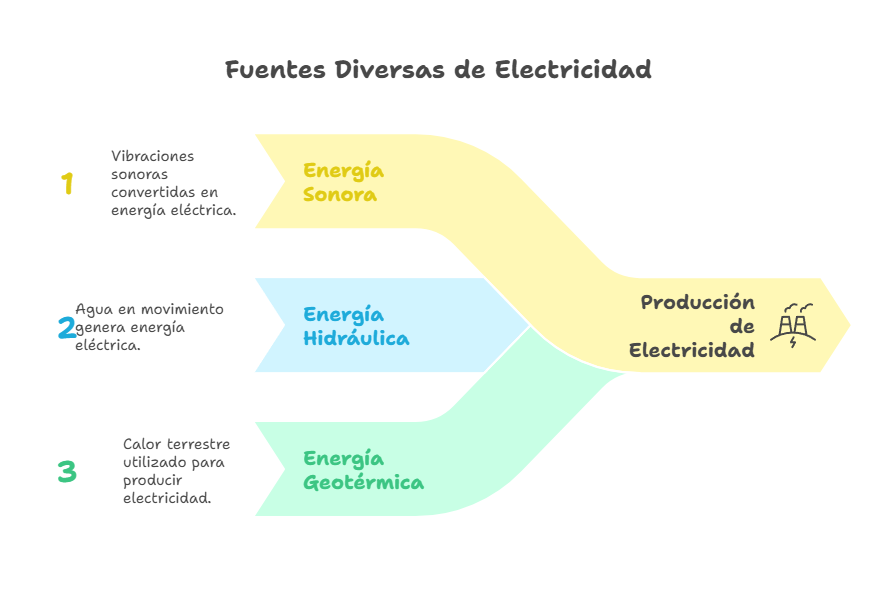 Fuentes Diversas de Electricidad
1
Vibraciones
sonoras
convertidas en
energía eléctrica.
Energía
Sonora
2
Agua en movimiento
genera energía
eléctrica.
Energía
Hidráulica
3
Calor terrestre
utilizado para
producir
electricidad.
Energía
Geotérmica
Producción
de
Electricidad